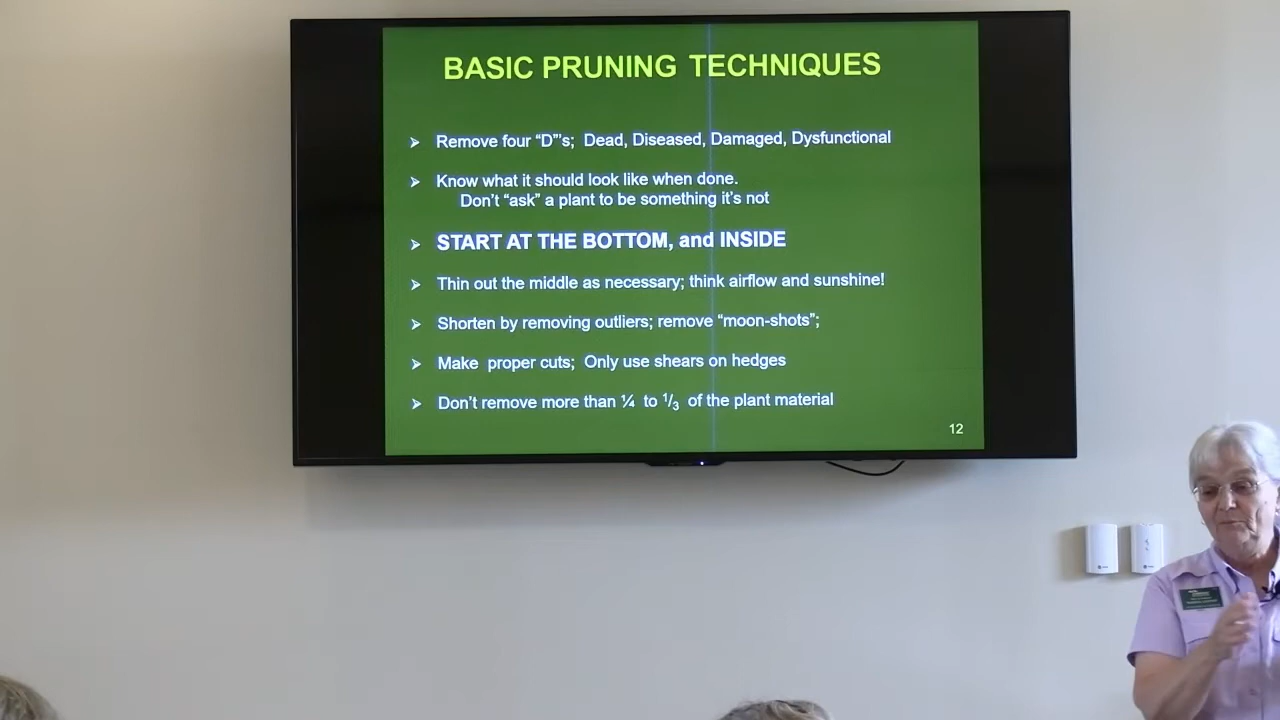 BASIC PRUNING TECHNIQUES
➢ Remove four “D”’s; Dead, Diseased, Damaged, Dysfunctional
➢ Know what it should look like when done.
Don’t “ask” a plant to be something it’s not
➢ START AT THE BOTTOM, and INSIDE
➢ Thin out the middle as necessary; think airflow and sunshine!
➢ Shorten by removing outliers; remove “moon-shots”;
➢ Make proper cuts; Only use shears on hedges
➢ Don’t remove more than ¼ to 1/3 of the plant material
12